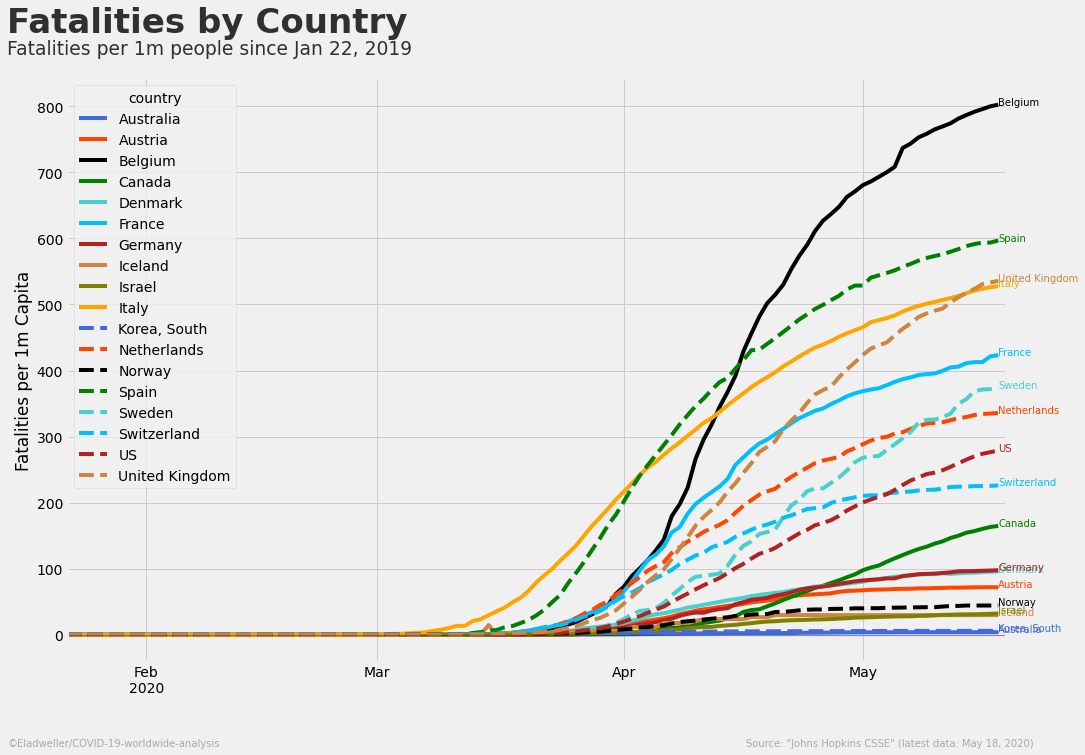 Fatalities by Country
Fatalities per 1m people since Jan 22, 2019
Fatalities per 1m Capita
800
700
600
500
400
300
200
100
0
country
Australia
Austria
Belgium
Canada
Denmark
France
Germany
Iceland
Israel
Italy
Korea, South
Netherlands
Norway
Spain
Sweden
Switzerland
US
United Kingdom
Belgium
Spain
United Kingdom
Italy
France
Sweden
Netherlands
US
Switzerland
Canada
Germany
Denmark
Austria
Norway
Israel
Iceland
Korea, South
Australia
Feb
2020
Mar
Apr
May
©Eladweller/COVID-19-worldwide-analysis
Source: "Johns Hopkins CSSE" (latest data: May 18, 2020)